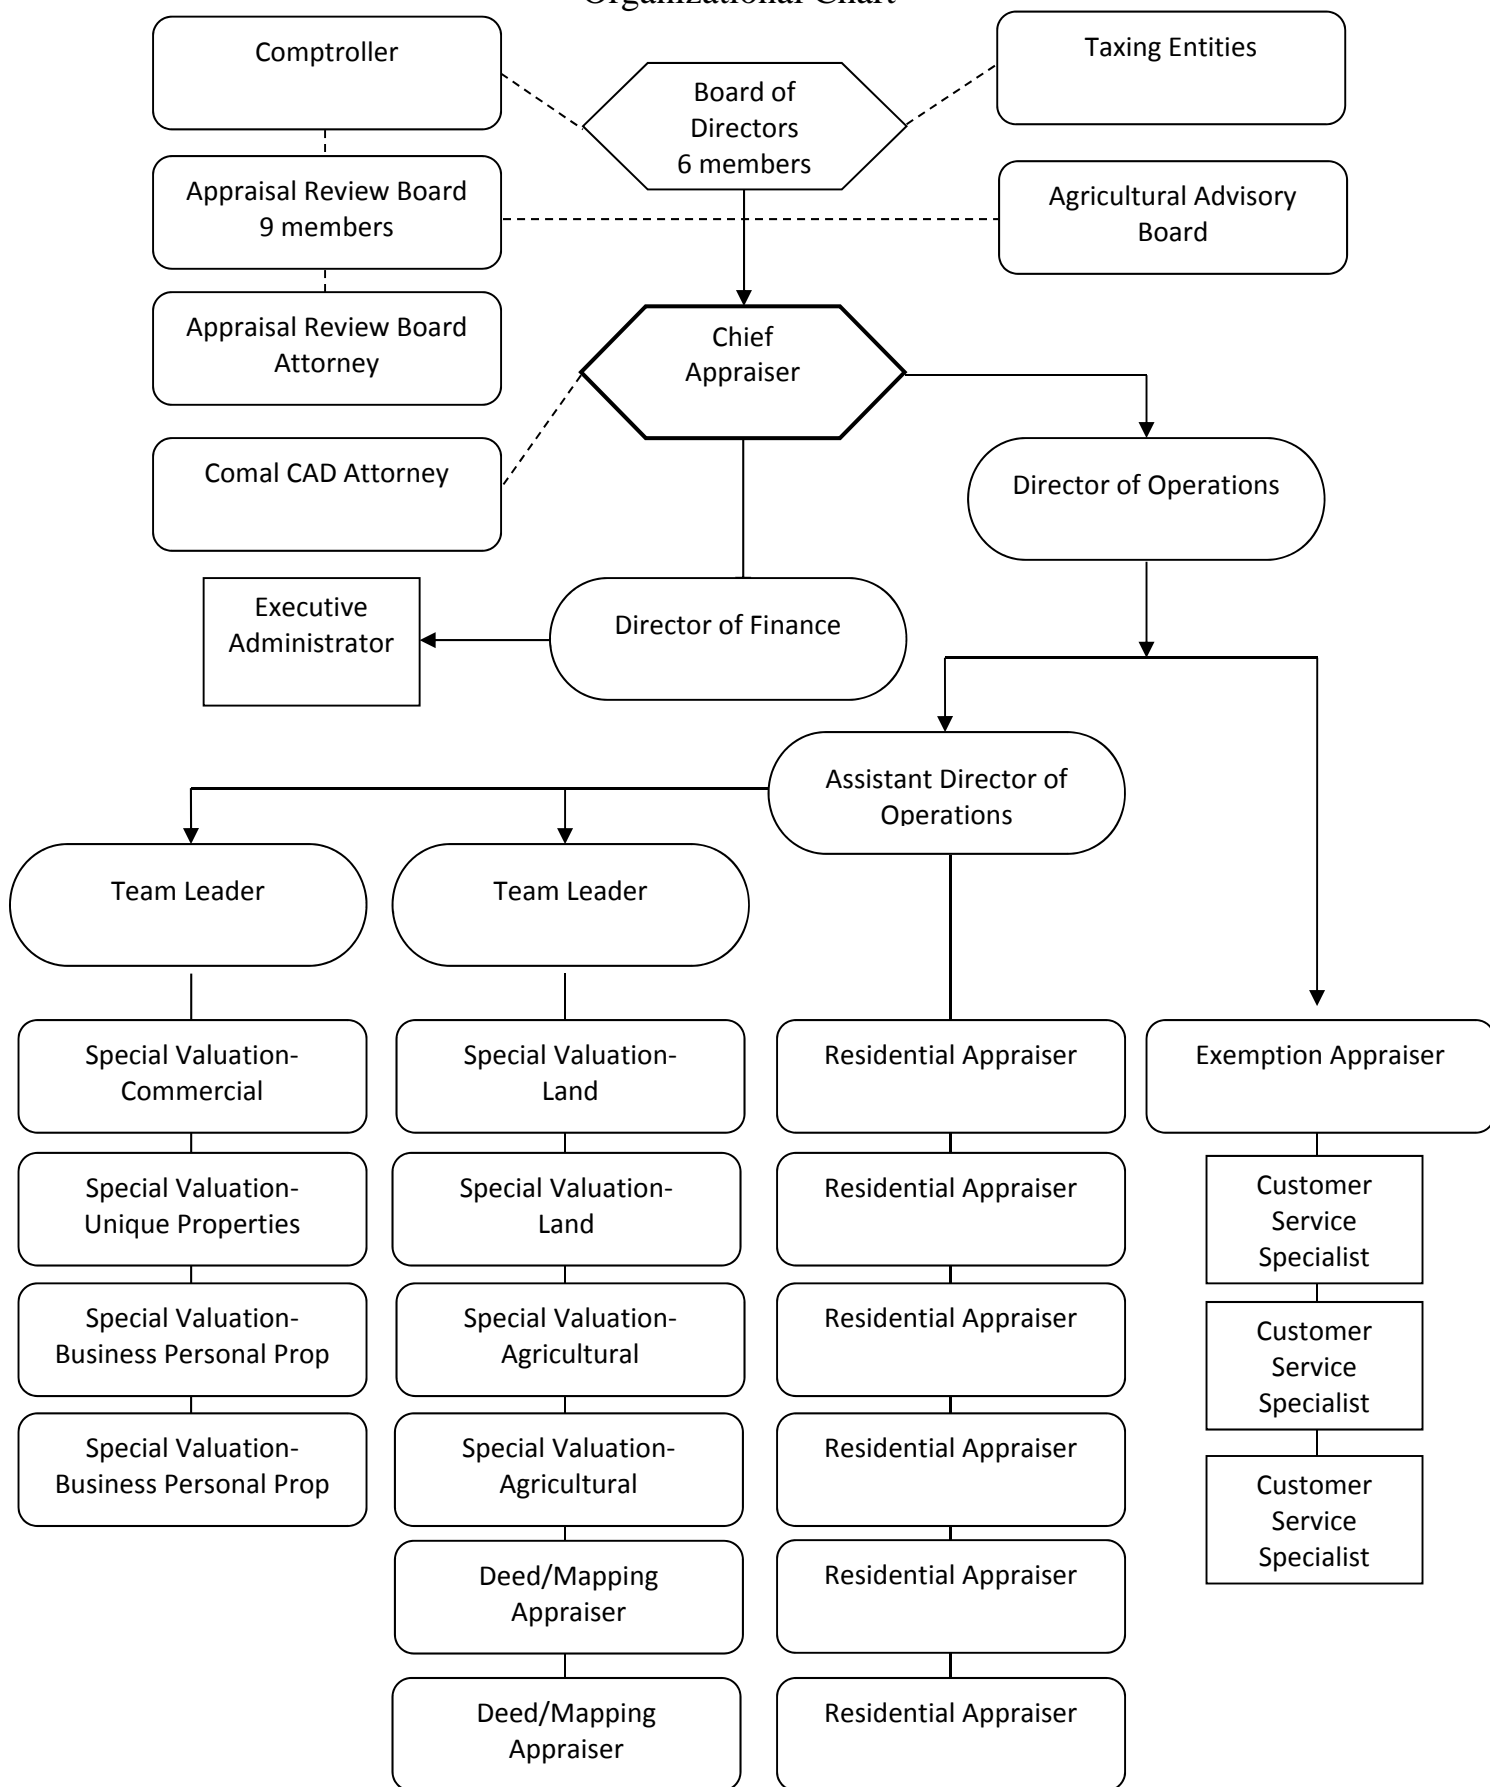 Organizational Chart
Comptroller
Board of
Directors
6 members
Taxing Entities
Appraisal Review Board
9 members
Agricultural Advisory
Board
Appraisal Review Board
Attorney
Chief
Appraiser
Comal CAD Attorney
Director of Operations
Executive
Administrator
Director of Finance
Assistant Director of
Operations
Team Leader
Team Leader
Special Valuation-
Commercial
Special Valuation-
Land
Residential Appraiser
Exemption Appraiser
Special Valuation-
Unique Properties
Special Valuation-
Land
Residential Appraiser
Customer
Service
Specialist
Special Valuation-
Business Personal Prop
Special Valuation-
Agricultural
Residential Appraiser
Customer
Service
Specialist
Special Valuation-
Business Personal Prop
Special Valuation-
Agricultural
Residential Appraiser
Customer
Service
Specialist
Deed/Mapping
Appraiser
Residential Appraiser
Deed/Mapping
Appraiser
Residential Appraiser